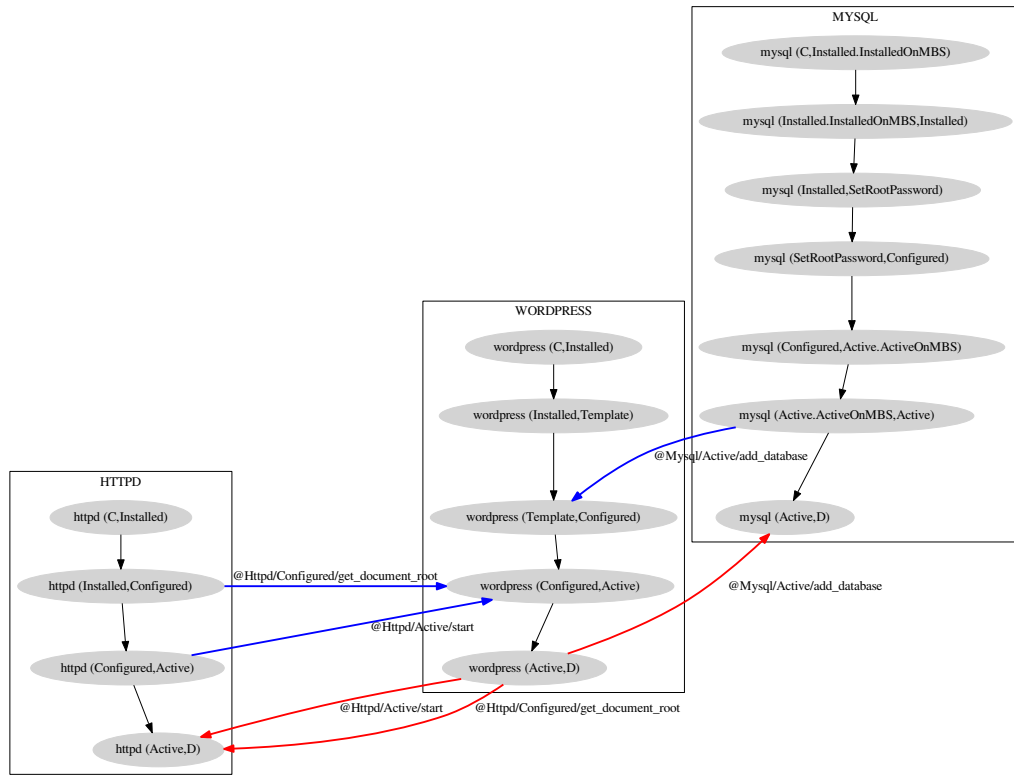 MYSQL
mysql (C,Installed.InstalledOnMBS)
mysql (Installed.InstalledOnMBS,Installed)
mysql (Installed,SetRootPassword)
mysql (SetRootPassword,Configured)
mysql (Configured,Active.ActiveOnMBS)
mysql (Active.ActiveOnMBS,Active)
@Mysql/Active/add_database
mysql (Active,D)
@Mysql/Active/add_database
WORDPRESS
wordpress (C,Installed)
wordpress (Installed,Template)
wordpress (Template,Configured)
wordpress (Configured,Active)
wordpress (Active,D)
HTTPD
httpd (C,Installed)
httpd (Installed,Configured)
@Httpd/Configured/get_document_root
@Httpd/Active/start
httpd (Configured,Active)
@Httpd/Active/start
@Httpd/Configured/get_document_root
httpd (Active,D)